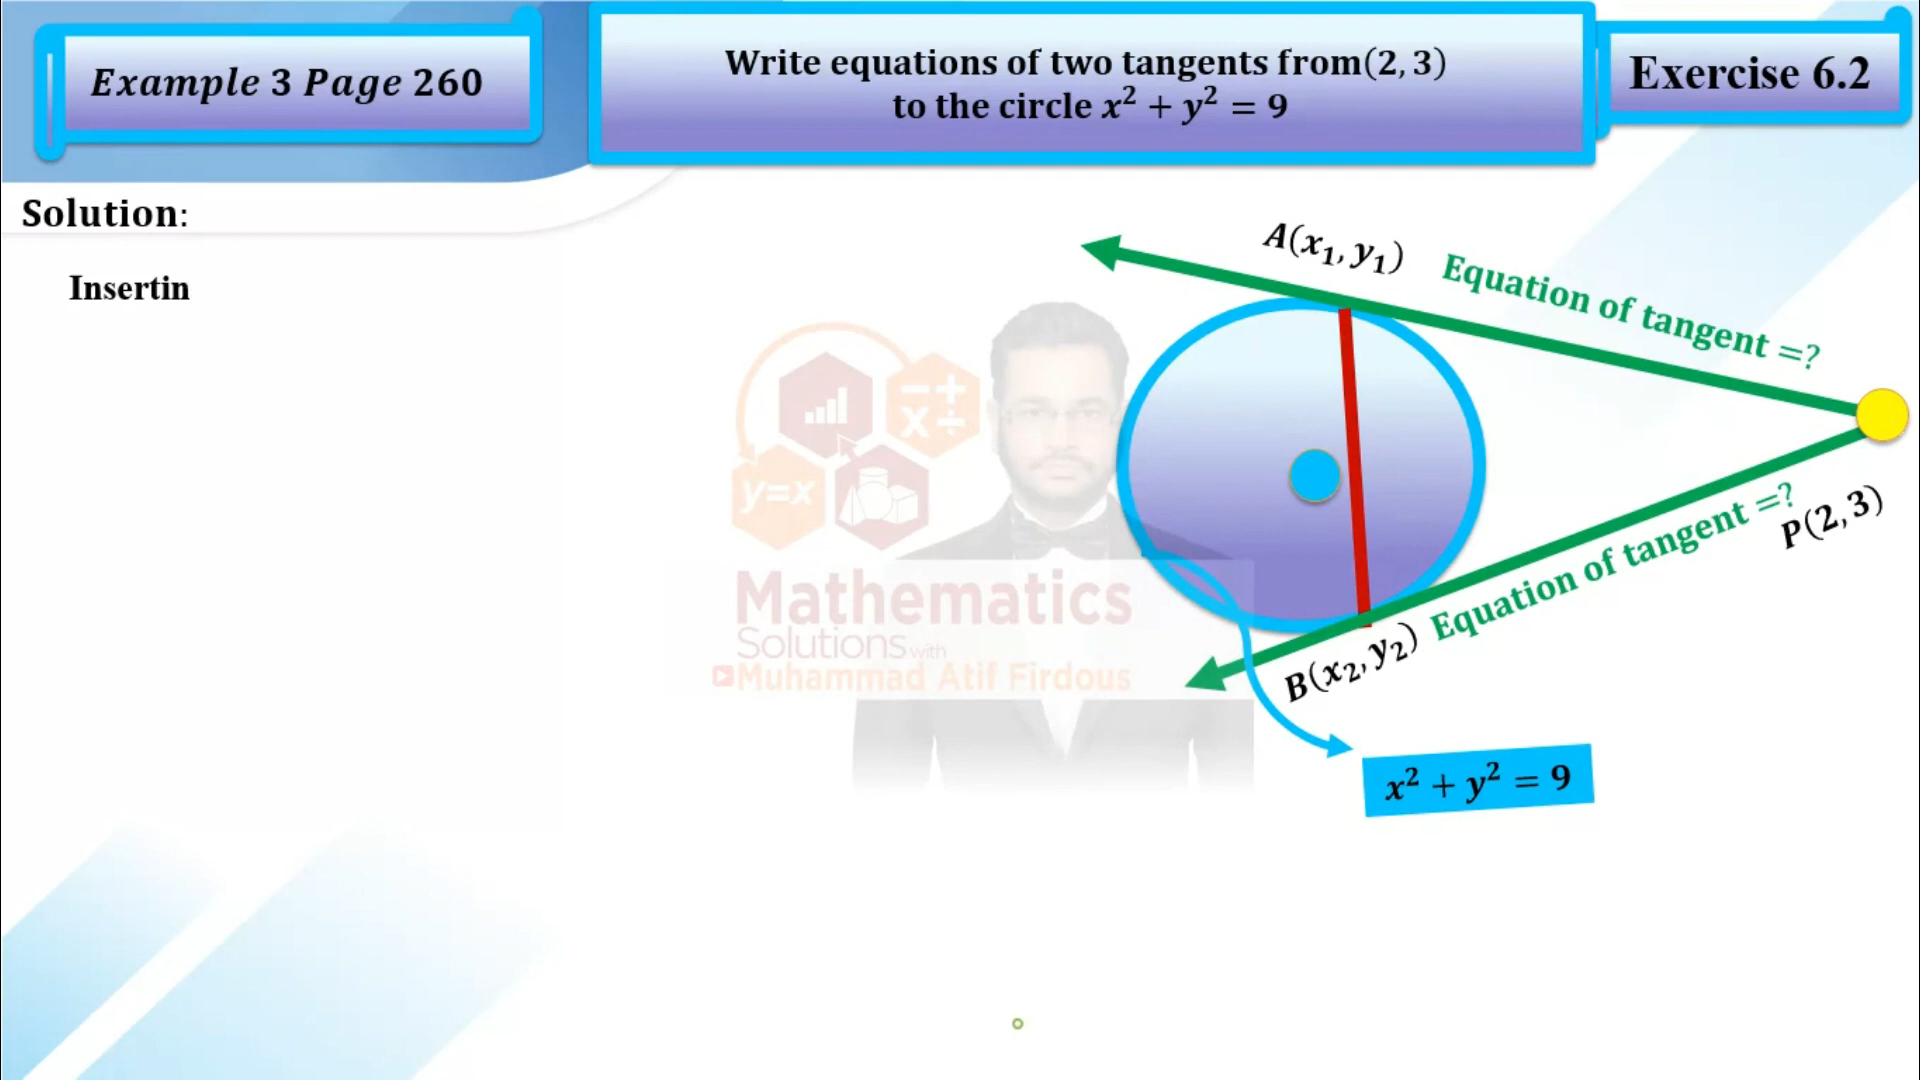 Example 3 Page 260
Write equations of two tangents from(2, 3)
to the circle x² + y² = 9
Exercise 6.2
Solution:
Insertin
A(x₁, y₁)
Equation of tangent =?
Equation of tangent =?
P(2, 3)
B(x₂, y₂)
x² + y² = 9
− +
x ÷
y=x
Mathematics
Solutions with
Muhammad Atif Firdous